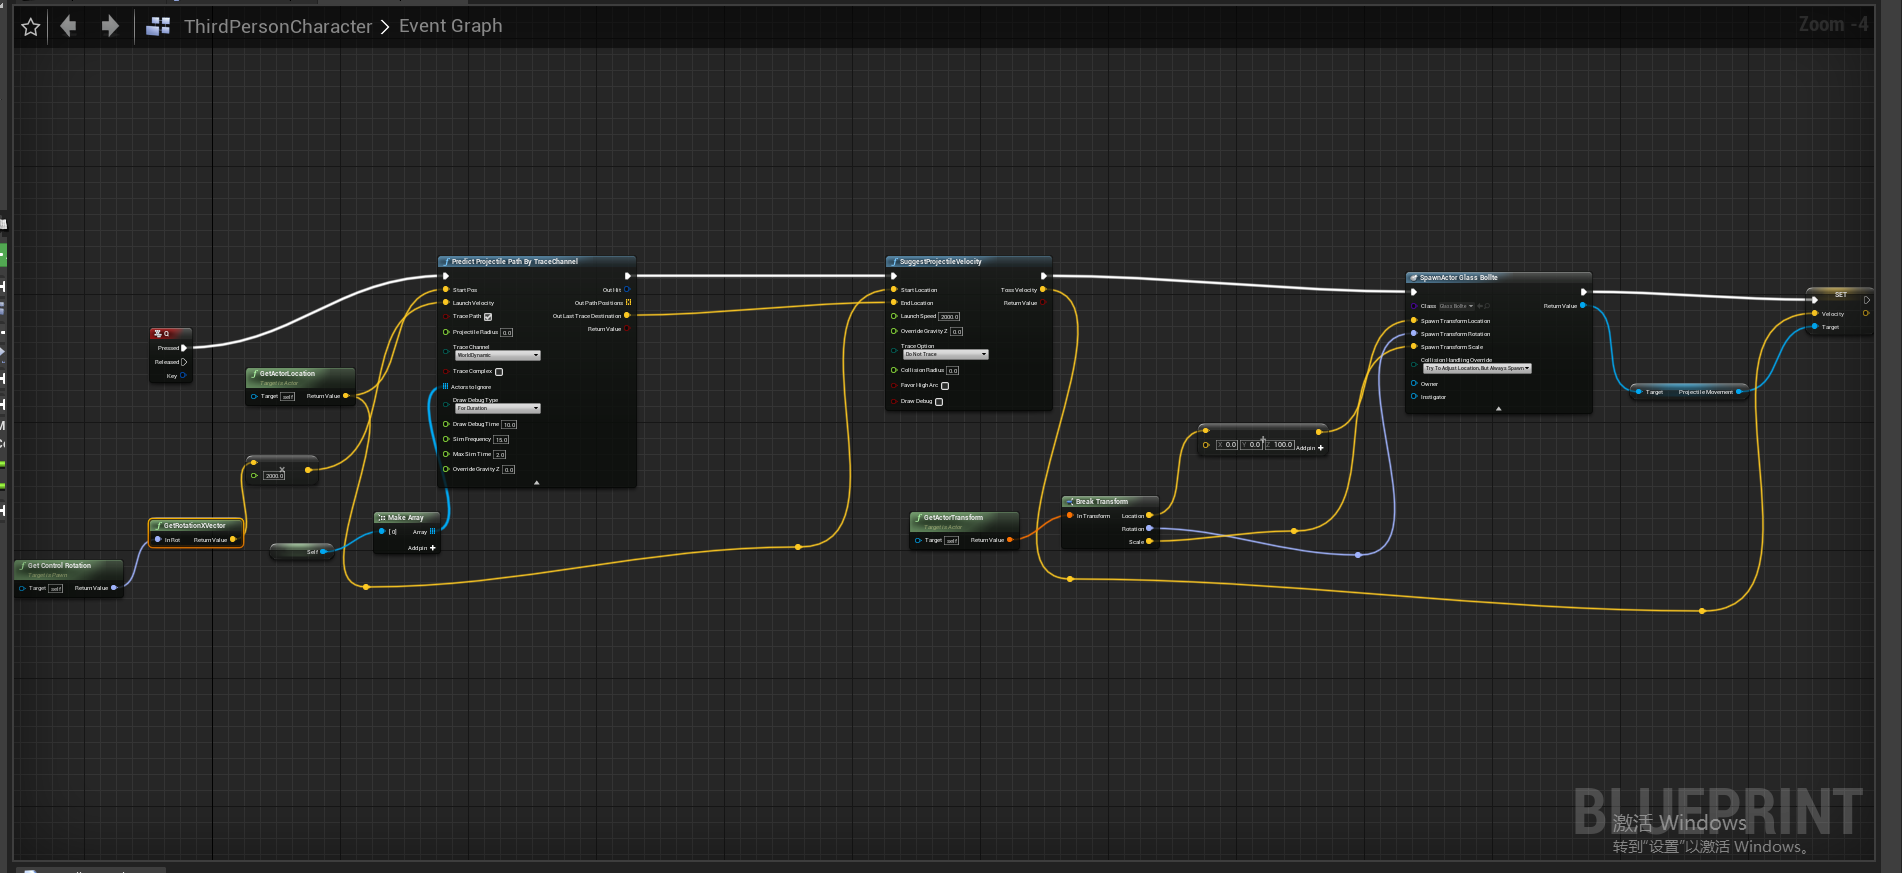 ThirdPersonCharacter > Event Graph
Zoom -4
Q
Pressed
Released
Key
GetActorLocation
Target is Actor
Target self Return Value
X
2000.0
GetRotationXVector
In Rot Return Value
Get Control Rotation
Target is Pawn
Target self Return Value
Self
Make Array
[0] Array
Add pin +
Predict Projectile Path By TraceChannel
Start Pos Out Hit
Launch Velocity Out Path Positions
Trace Path Out Last Trace Destination
Projectile Radius 0.0 Return Value
Trace Channel
WorldDynamic
Trace Complex
Actors to Ignore
Draw Debug Type
For Duration
Draw Debug Time 10.0
Sim Frequency 15.0
Max Sim Time 2.0
Override Gravity Z 0.0
SuggestProjectileVelocity
Start Location Toss Velocity
End Location Return Value
Launch Speed 2000.0
Override Gravity Z 0.0
Trace Option
Do Not Trace
Collision Radius 0.0
Favor High Arc
Draw Debug
GetActorTransform
Target is Actor
Target self Return Value
Break Transform
In Transform Location
Rotation
Scale
+
X 0.0 Y 0.0 Z 100.0 Add pin +
SpawnActor Glass Bollte
Class Glass Bollte Return Value
Spawn Transform Location
Spawn Transform Rotation
Spawn Transform Scale
Collision Handling Override
Try To Adjust Location, But Always Spawn
Owner
Instigator
Target Projectile Movement
SET
Velocity
Target
BLUEPRINT
激活 Windows
转到“设置”以激活 Windows。